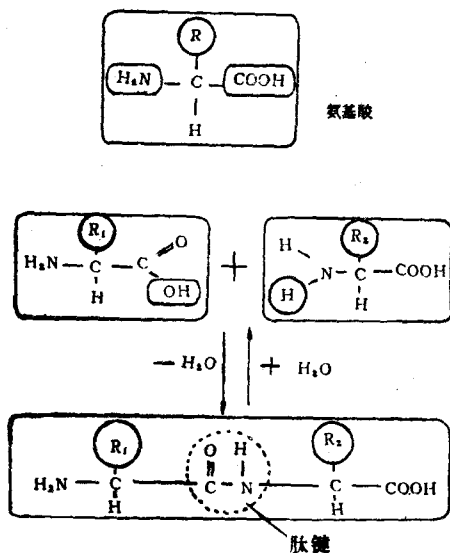 R
H₂N — C — COOH
H
氨基酸
R₁ R₂
O H
H₂N — C — C N — C — COOH
H OH H H
+
− H₂O + H₂O
R₁ O H R₂
H₂N — C — C — N — C — COOH
H H
肽键